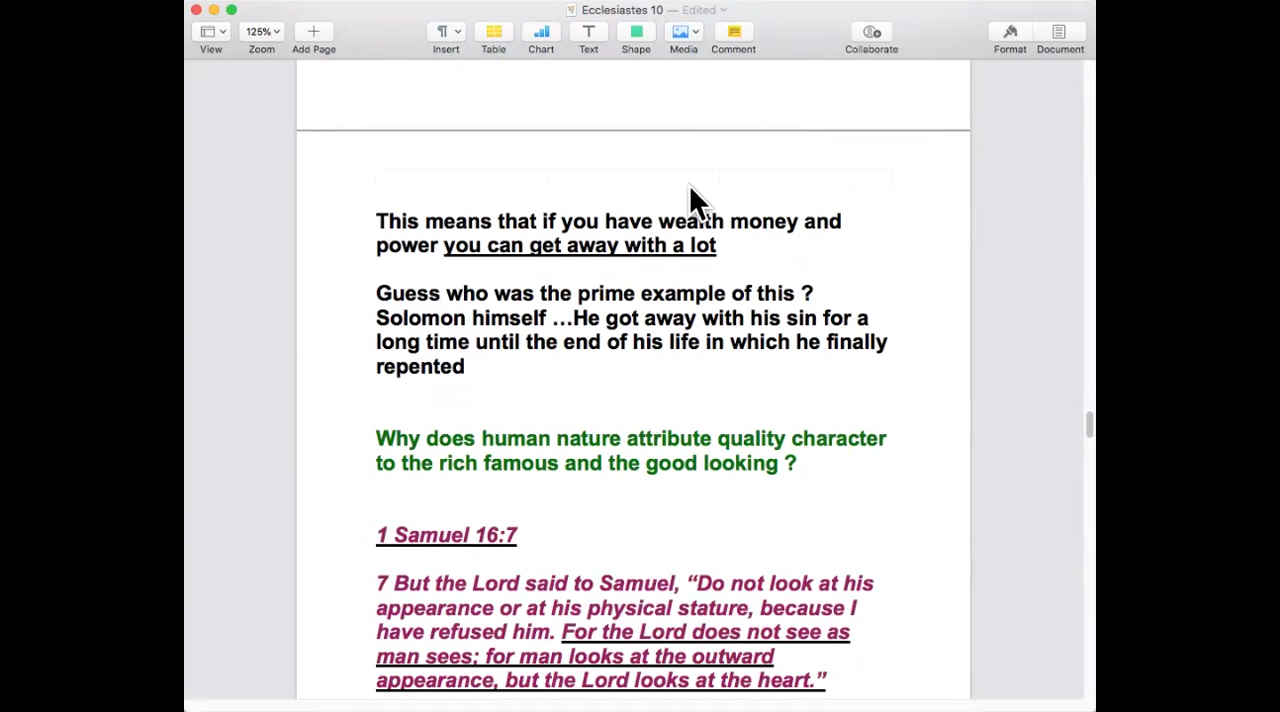 Ecclesiastes 10 — Edited
125%
View
Zoom
Add Page
Insert
Table
Chart
Text
Shape
Media
Comment
Collaborate
Format
Document
This means that if you have wealth money and
power you can get away with a lot
Guess who was the prime example of this ?
Solomon himself …He got away with his sin for a
long time until the end of his life in which he finally
repented
Why does human nature attribute quality character
to the rich famous and the good looking ?
1 Samuel 16:7
7 But the Lord said to Samuel, “Do not look at his
appearance or at his physical stature, because I
have refused him. For the Lord does not see as
man sees; for man looks at the outward
appearance, but the Lord looks at the heart.”